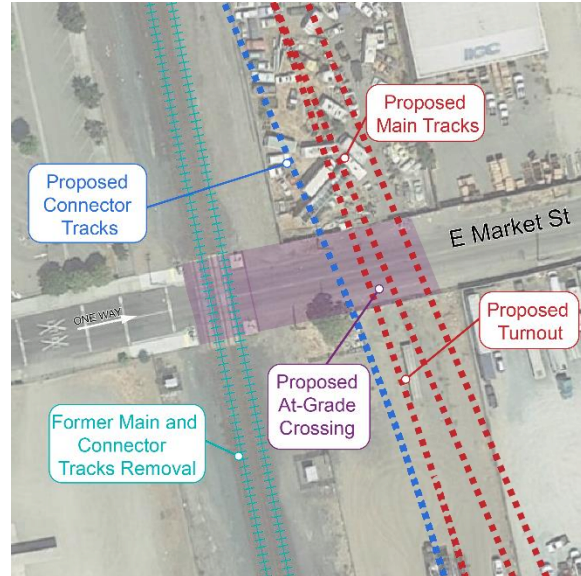 IIGC
Proposed
Main Tracks
Proposed
Connector
Tracks
E Market St
ONE WAY
Proposed
Turnout
Proposed
At-Grade
Crossing
Former Main and
Connector
Tracks Removal